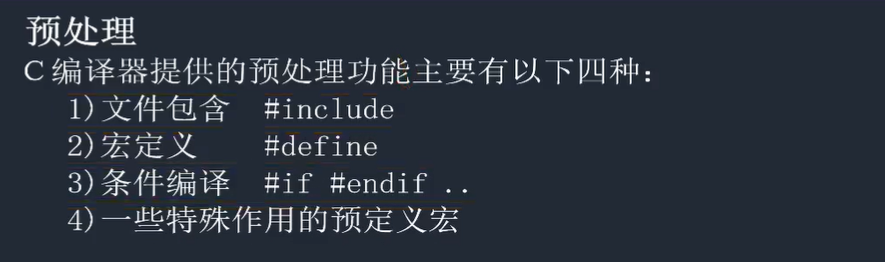 预处理
C编译器提供的预处理功能主要有以下四种：
1)文件包含 #include
2)宏定义 #define
3)条件编译 #if #endif ..
4)一些特殊作用的预定义宏